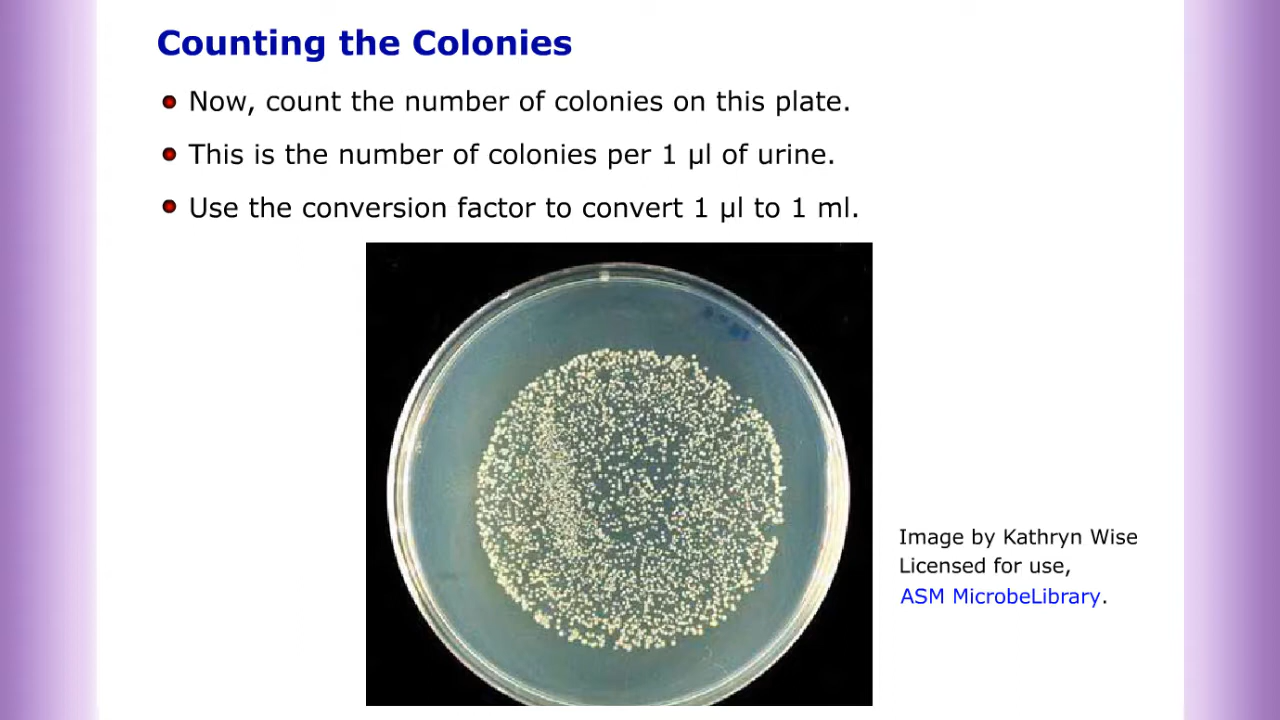 Counting the Colonies
Now, count the number of colonies on this plate.
This is the number of colonies per 1 µl of urine.
Use the conversion factor to convert 1 µl to 1 ml.
Image by Kathryn Wise
Licensed for use,
ASM MicrobeLibrary.